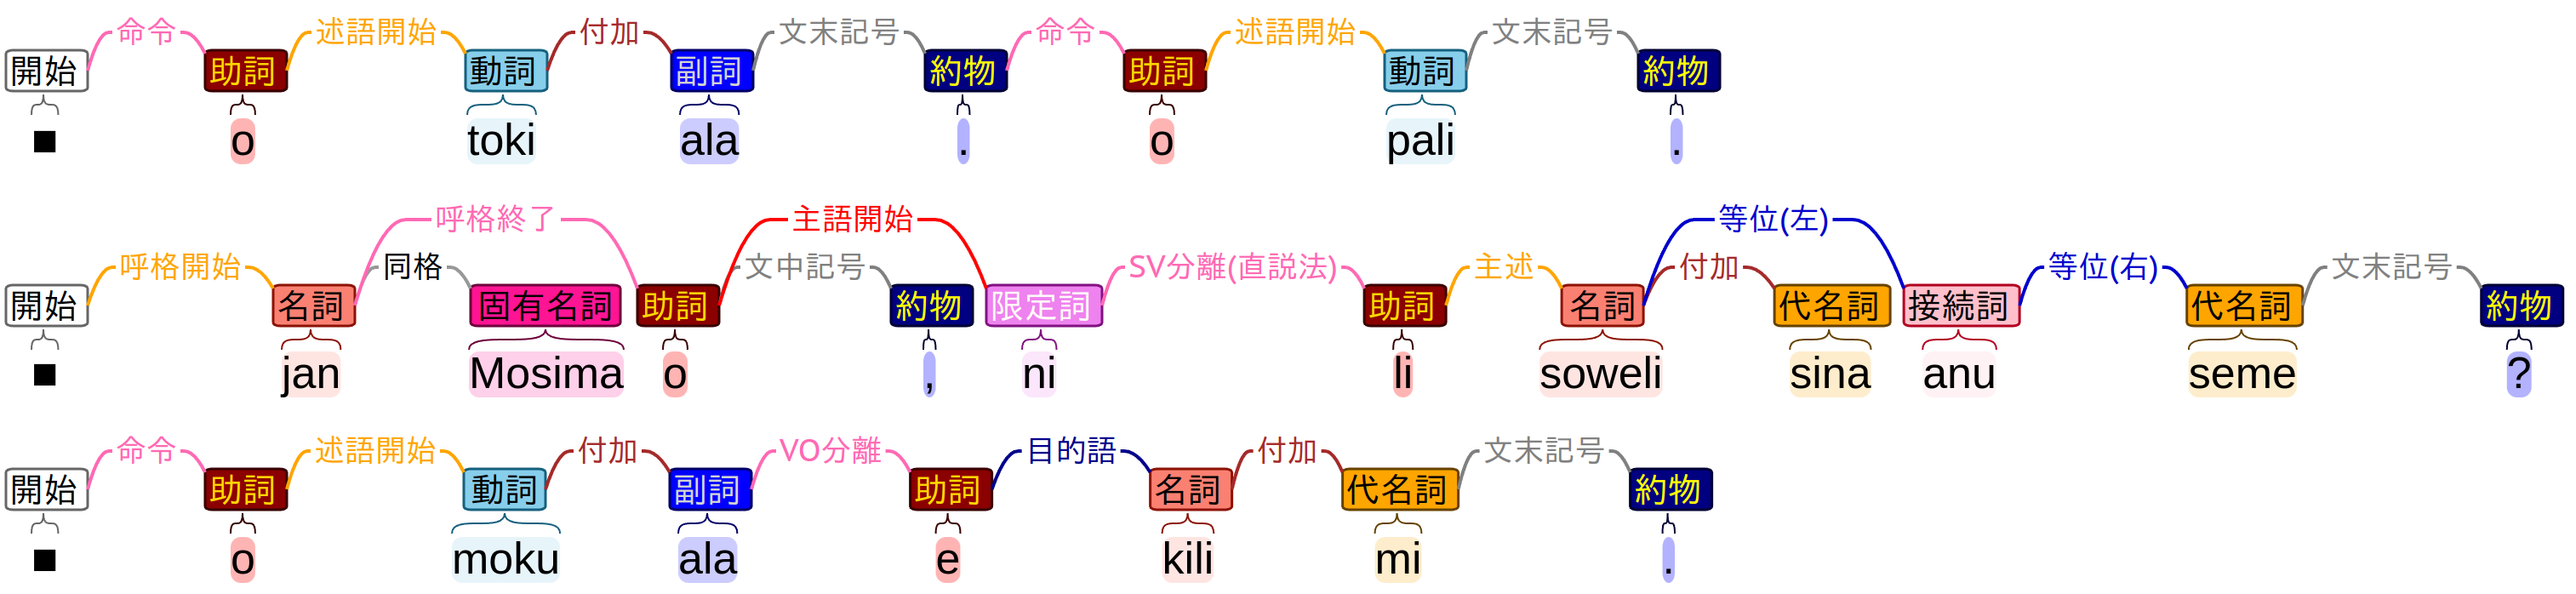 命令 述語開始 付加 文末記号 命令 述語開始 文末記号
開始 助詞 動詞 副詞 約物 助詞 動詞 約物
■ o toki ala . o pali .
呼格終了 主語開始 等位(左)
呼格開始 同格 文中記号 SV分離(直説法) 主述 付加 等位(右) 文末記号
開始 名詞 固有名詞 助詞 約物 限定詞 助詞 名詞 代名詞 接続詞 代名詞 約物
■ jan Mosima o , ni li soweli sina anu seme ?
命令 述語開始 付加 VO分離 目的語 付加 文末記号
開始 助詞 動詞 副詞 助詞 名詞 代名詞 約物
■ o moku ala e kili mi .